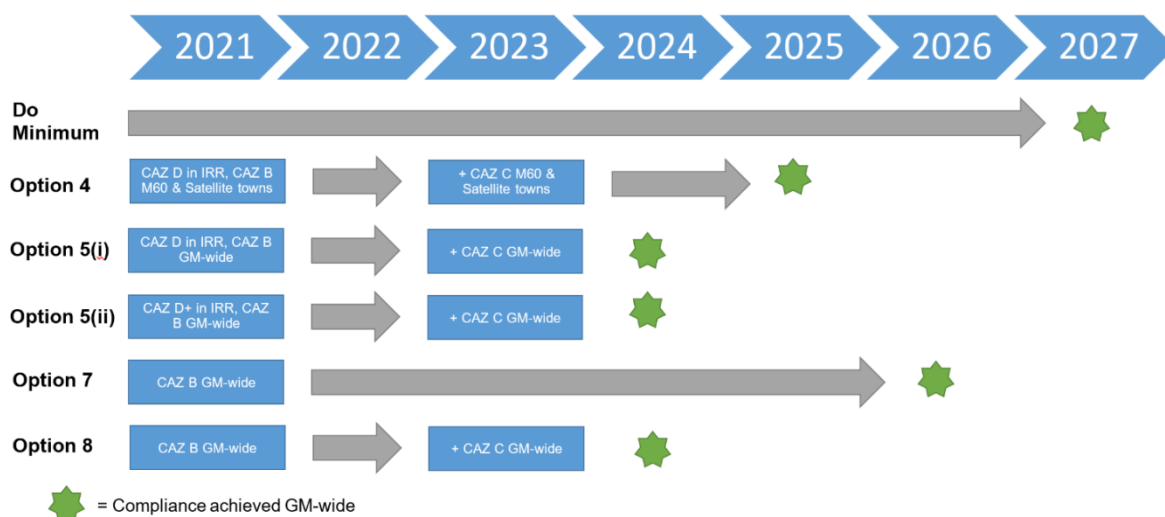 2021 2022 2023 2024 2025 2026 2027
Do
Minimum
Option 4
CAZ D in IRR, CAZ B
M60 & Satellite towns
+ CAZ C M60 &
Satellite towns
Option 5(i)
CAZ D in IRR, CAZ B
GM-wide
+ CAZ C GM-wide
Option 5(ii)
CAZ D+ in IRR, CAZ
B GM-wide
+ CAZ C GM-wide
Option 7
CAZ B GM-wide
Option 8
CAZ B GM-wide
+ CAZ C GM-wide
= Compliance achieved GM-wide